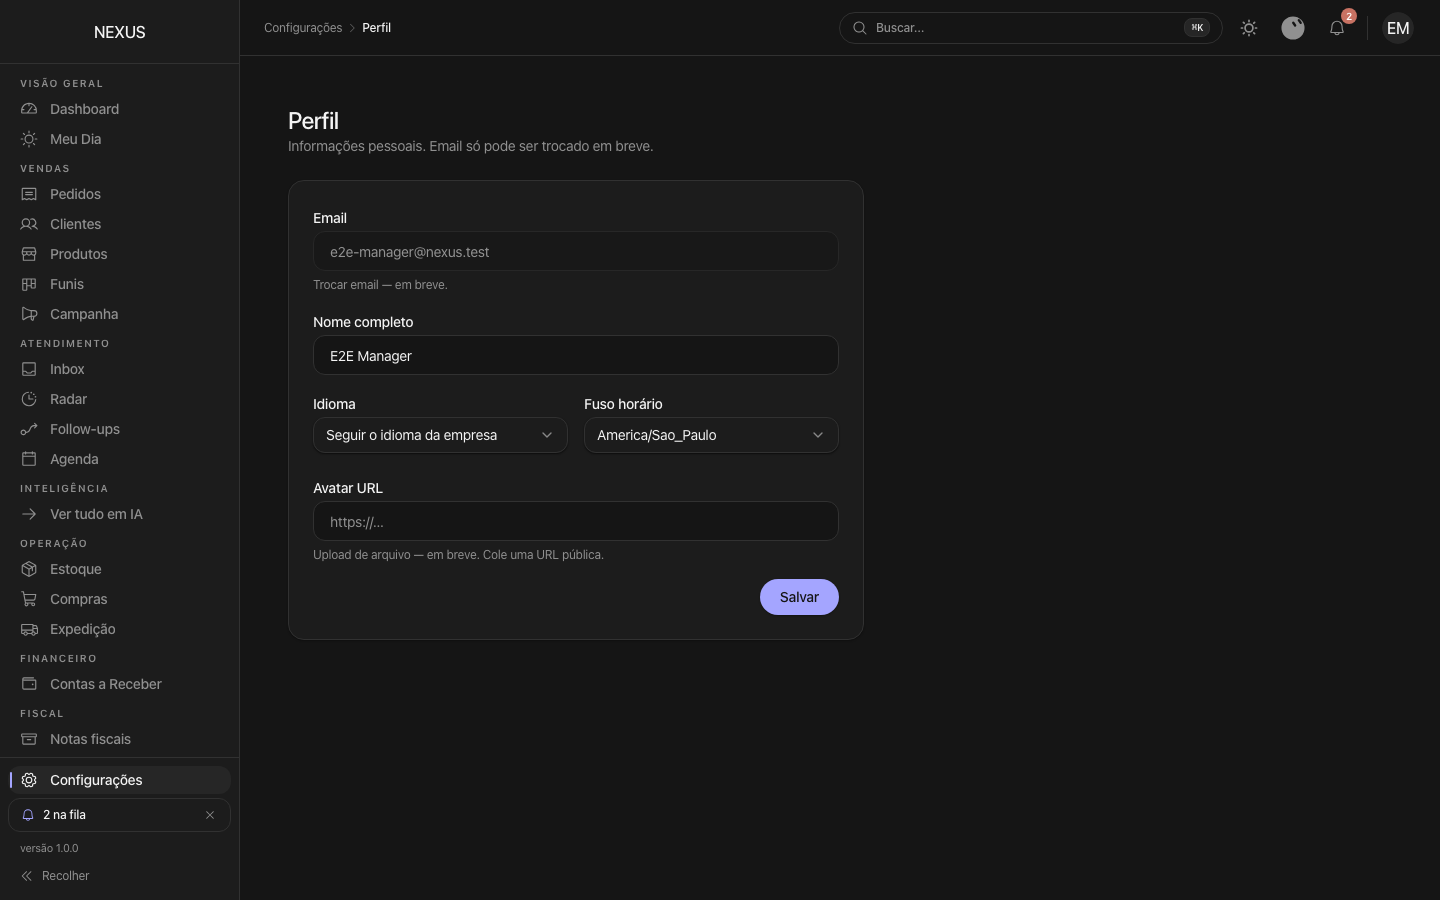 NEXUS
Configurações
Perfil
Buscar...
⌘K
2
EM
VISÃO GERAL
Dashboard
Meu Dia
VENDAS
Pedidos
Clientes
Produtos
Funis
Campanha
ATENDIMENTO
Inbox
Radar
Follow-ups
Agenda
INTELIGÊNCIA
Ver tudo em IA
OPERAÇÃO
Estoque
Compras
Expedição
FINANCEIRO
Contas a Receber
FISCAL
Notas fiscais
Configurações
2 na fila
versão 1.0.0
Recolher
Perfil
Informações pessoais. Email só pode ser trocado em breve.
Email
e2e-manager@nexus.test
Trocar email — em breve.
Nome completo
E2E Manager
Idioma
Seguir o idioma da empresa
Fuso horário
America/Sao_Paulo
Avatar URL
https://...
Upload de arquivo — em breve. Cole uma URL pública.
Salvar